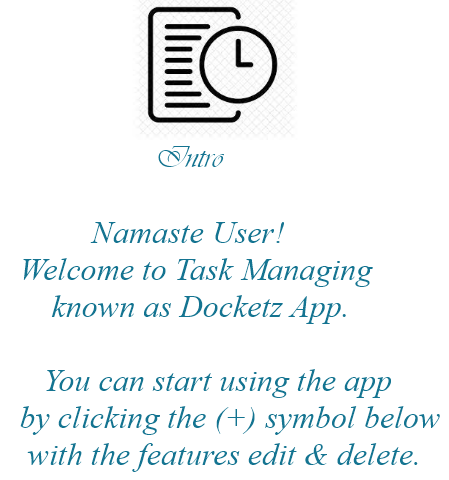 Intro
Namaste User!
Welcome to Task Managing
known as Docketz App.
You can start using the app
by clicking the (+) symbol below
with the features edit & delete.